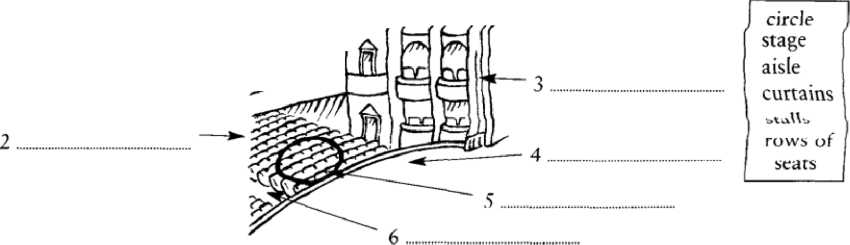 circle
stage
aisle
curtains
stalls
rows of
seats
2
3
4
5
6